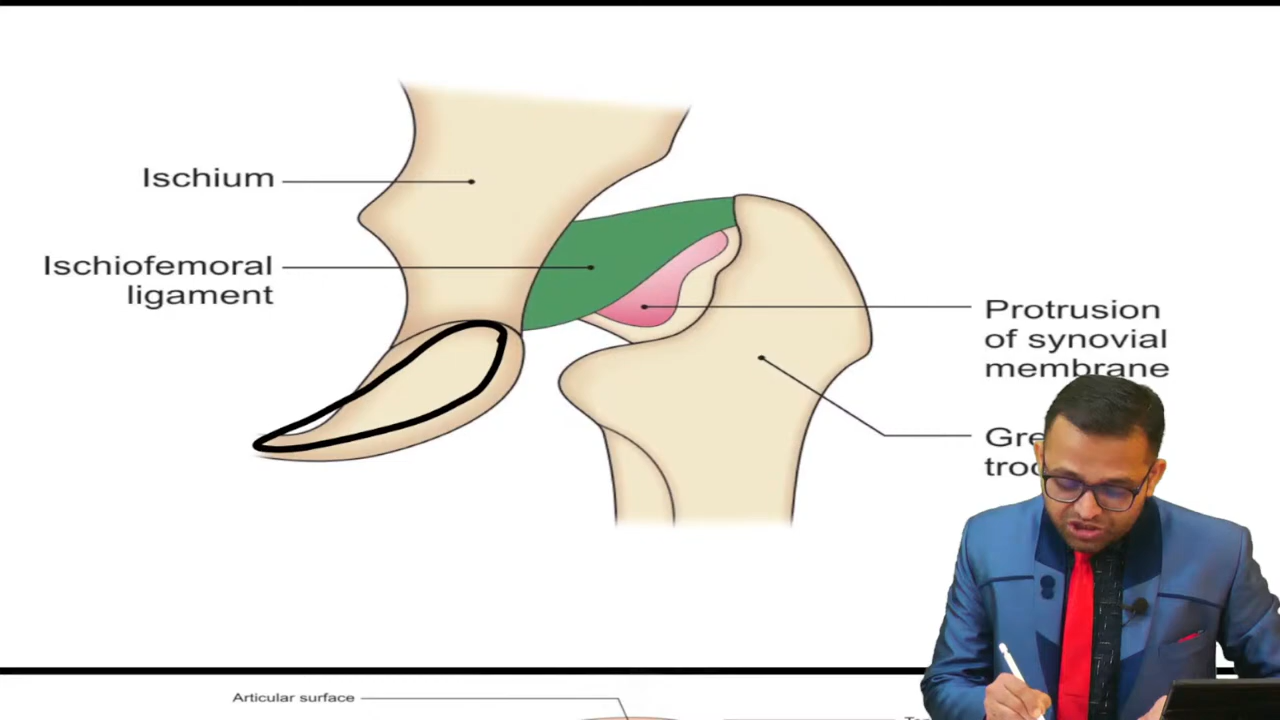 Ischium
Ischiofemoral
ligament
Protrusion
of synovial
membrane
Articular surface